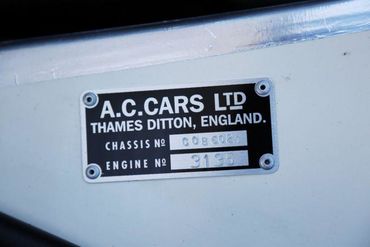 A.C. CARS LTD
THAMES DITTON, ENGLAND.
CHASSIS Nº
ENGINE Nº